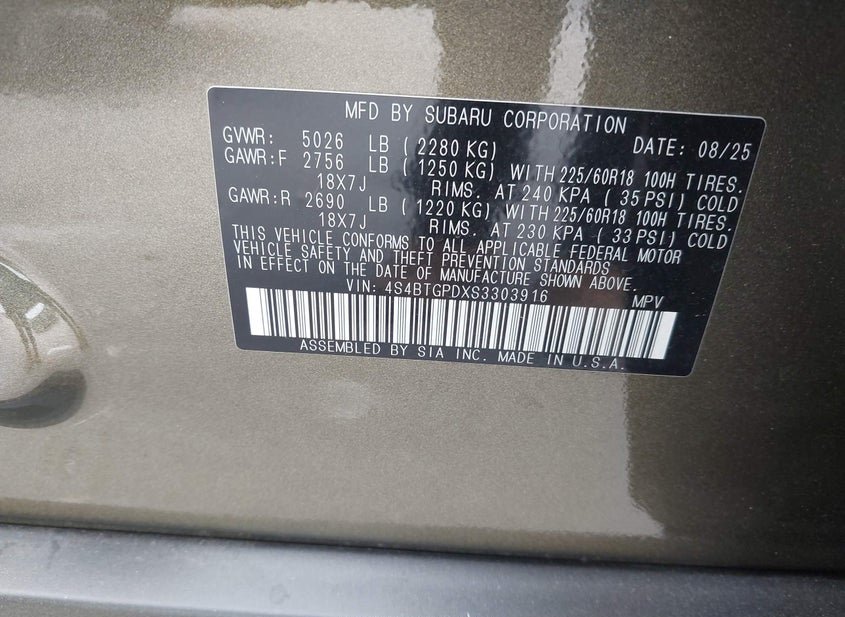 MFD BY SUBARU CORPORATION
GVWR: 5026 LB (2280 KG) DATE: 08/25
GAWR:F 2756 LB (1250 KG) WITH 225/60R18 100H TIRES.
18X7J RIMS. AT 240 KPA (35 PSI) COLD
GAWR:R 2690 LB (1220 KG) WITH 225/60R18 100H TIRES.
18X7J RIMS. AT 230 KPA (33 PSI) COLD
THIS VEHICLE CONFORMS TO ALL APPLICABLE FEDERAL MOTOR
VEHICLE SAFETY AND THEFT PREVENTION STANDARDS
IN EFFECT ON THE DATE OF MANUFACTURE SHOWN ABOVE.
VIN: 4S4BTGPDXS3303916 MPV
ASSEMBLED BY SIA INC. MADE IN U.S.A.